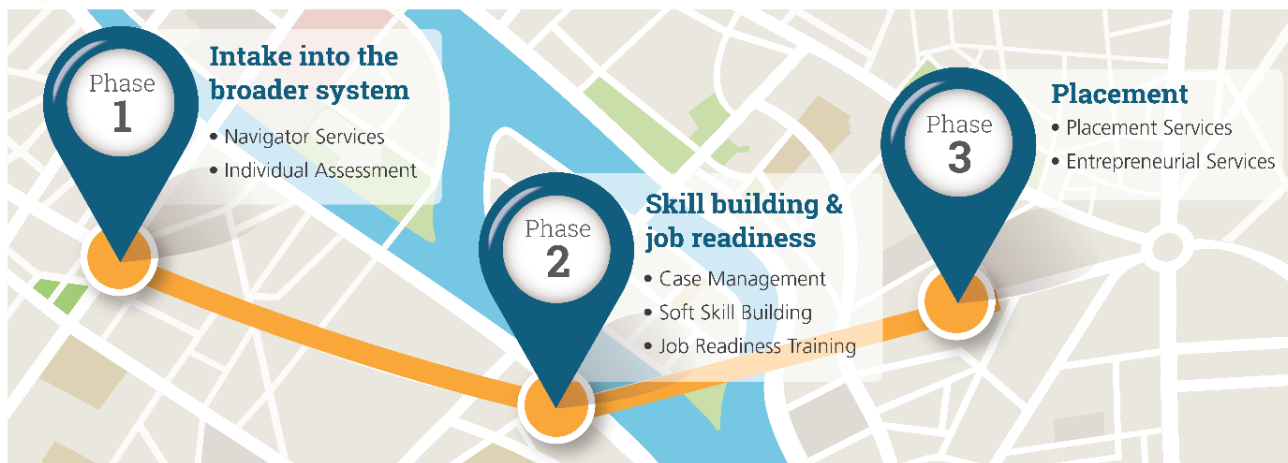 Phase
1
Intake into the
broader system
• Navigator Services
• Individual Assessment
Phase
2
Skill building &
job readiness
• Case Management
• Soft Skill Building
• Job Readiness Training
Phase
3
Placement
• Placement Services
• Entrepreneurial Services